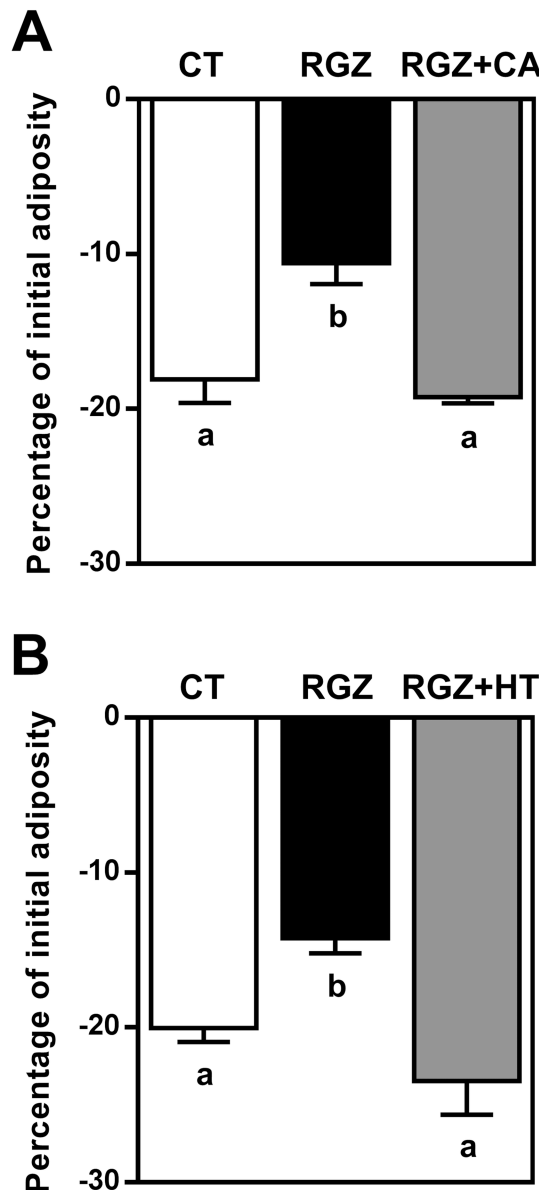 A
CT RGZ RGZ+CA
Percentage of initial adiposity
0
-10
-20
-30
a
b
a
B
CT RGZ RGZ+HT
Percentage of initial adiposity
0
-10
-20
-30
a
b
a